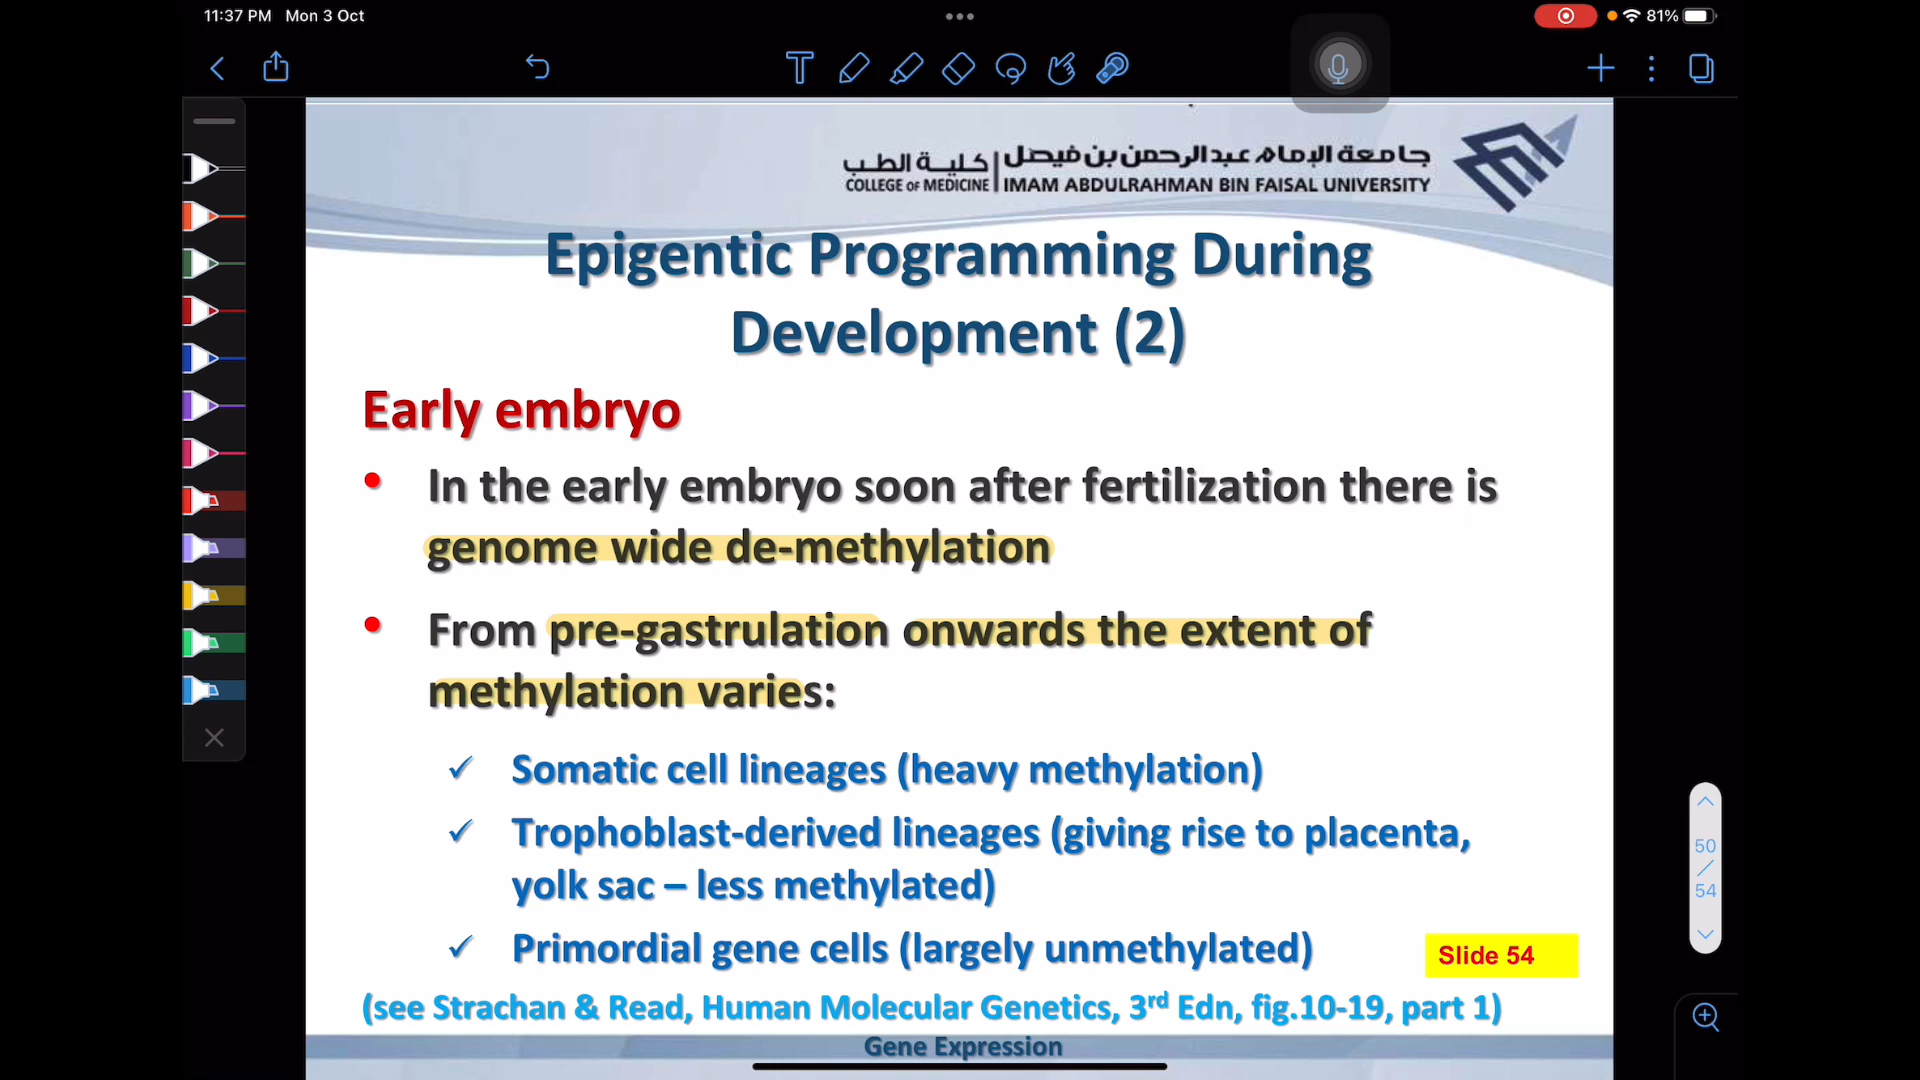 11:37 PM Mon 3 Oct
81%
جامعة الإمام عبدالرحمن بن فيصل | كلية الطب
COLLEGE OF MEDICINE | IMAM ABDULRAHMAN BIN FAISAL UNIVERSITY
Epigentic Programming During
Development (2)
Early embryo
• In the early embryo soon after fertilization there is
genome wide de-methylation
• From pre-gastrulation onwards the extent of
methylation varies:
✓ Somatic cell lineages (heavy methylation)
✓ Trophoblast-derived lineages (giving rise to placenta,
yolk sac – less methylated)
✓ Primordial gene cells (largely unmethylated)
Slide 54
(see Strachan & Read, Human Molecular Genetics, 3rd Edn, fig.10-19, part 1)
Gene Expression
50
/
54